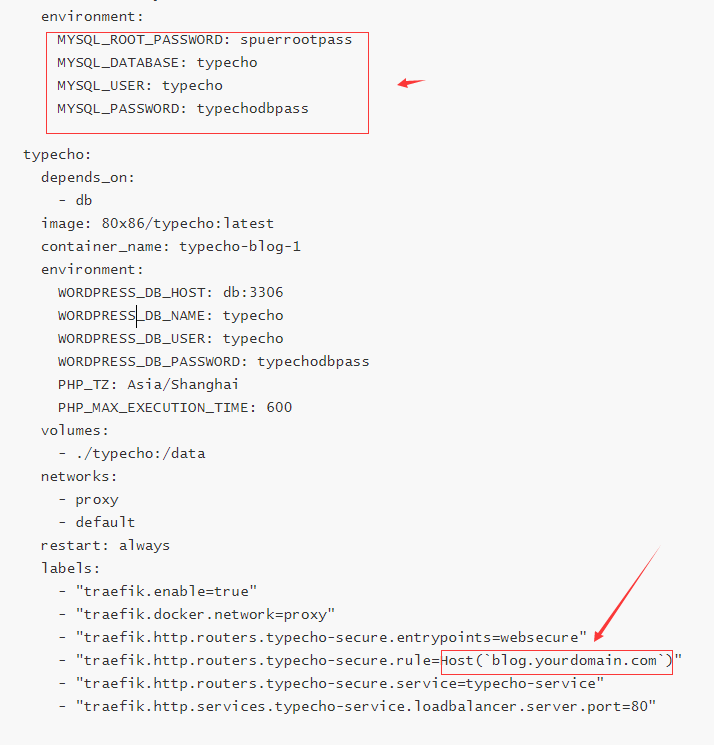 environment:
MYSQL_ROOT_PASSWORD: spuerrootpass
MYSQL_DATABASE: typecho
MYSQL_USER: typecho
MYSQL_PASSWORD: typechodbpass
typecho:
depends_on:
- db
image: 80x86/typecho:latest
container_name: typecho-blog-1
environment:
WORDPRESS_DB_HOST: db:3306
WORDPRESS_DB_NAME: typecho
WORDPRESS_DB_USER: typecho
WORDPRESS_DB_PASSWORD: typechodbpass
PHP_TZ: Asia/Shanghai
PHP_MAX_EXECUTION_TIME: 600
volumes:
- ./typecho:/data
networks:
- proxy
- default
restart: always
labels:
- "traefik.enable=true"
- "traefik.docker.network=proxy"
- "traefik.http.routers.typecho-secure.entrypoints=websecure"
- "traefik.http.routers.typecho-secure.rule=Host(`blog.yourdomain.com`)"
- "traefik.http.routers.typecho-secure.service=typecho-service"
- "traefik.http.services.typecho-service.loadbalancer.server.port=80"